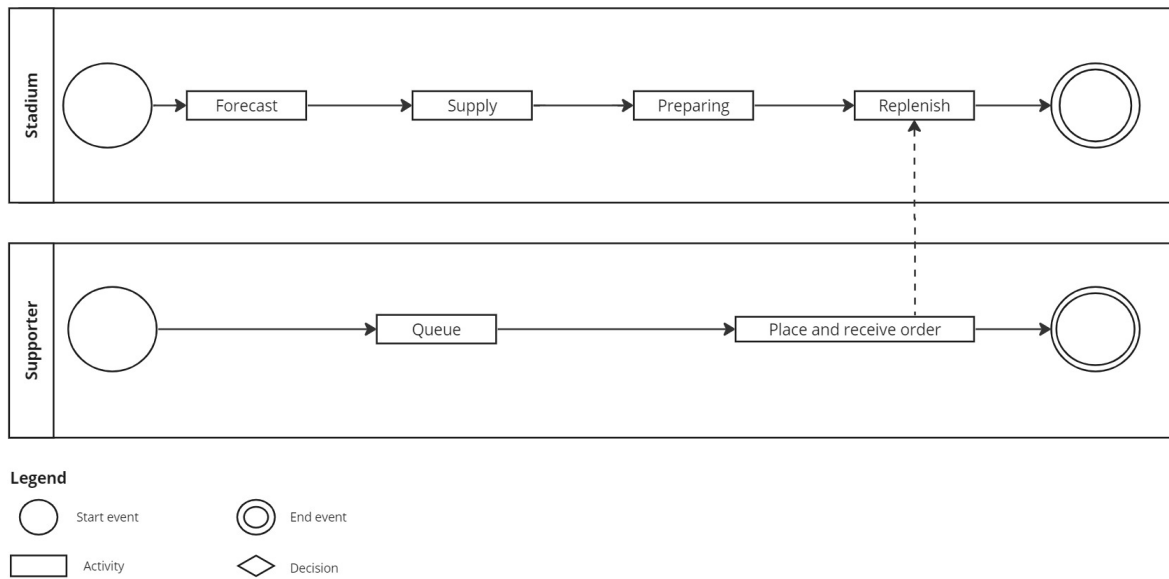 Stadium
Forecast
Supply
Preparing
Replenish
Supporter
Queue
Place and receive order
Legend
Start event
End event
Activity
Decision